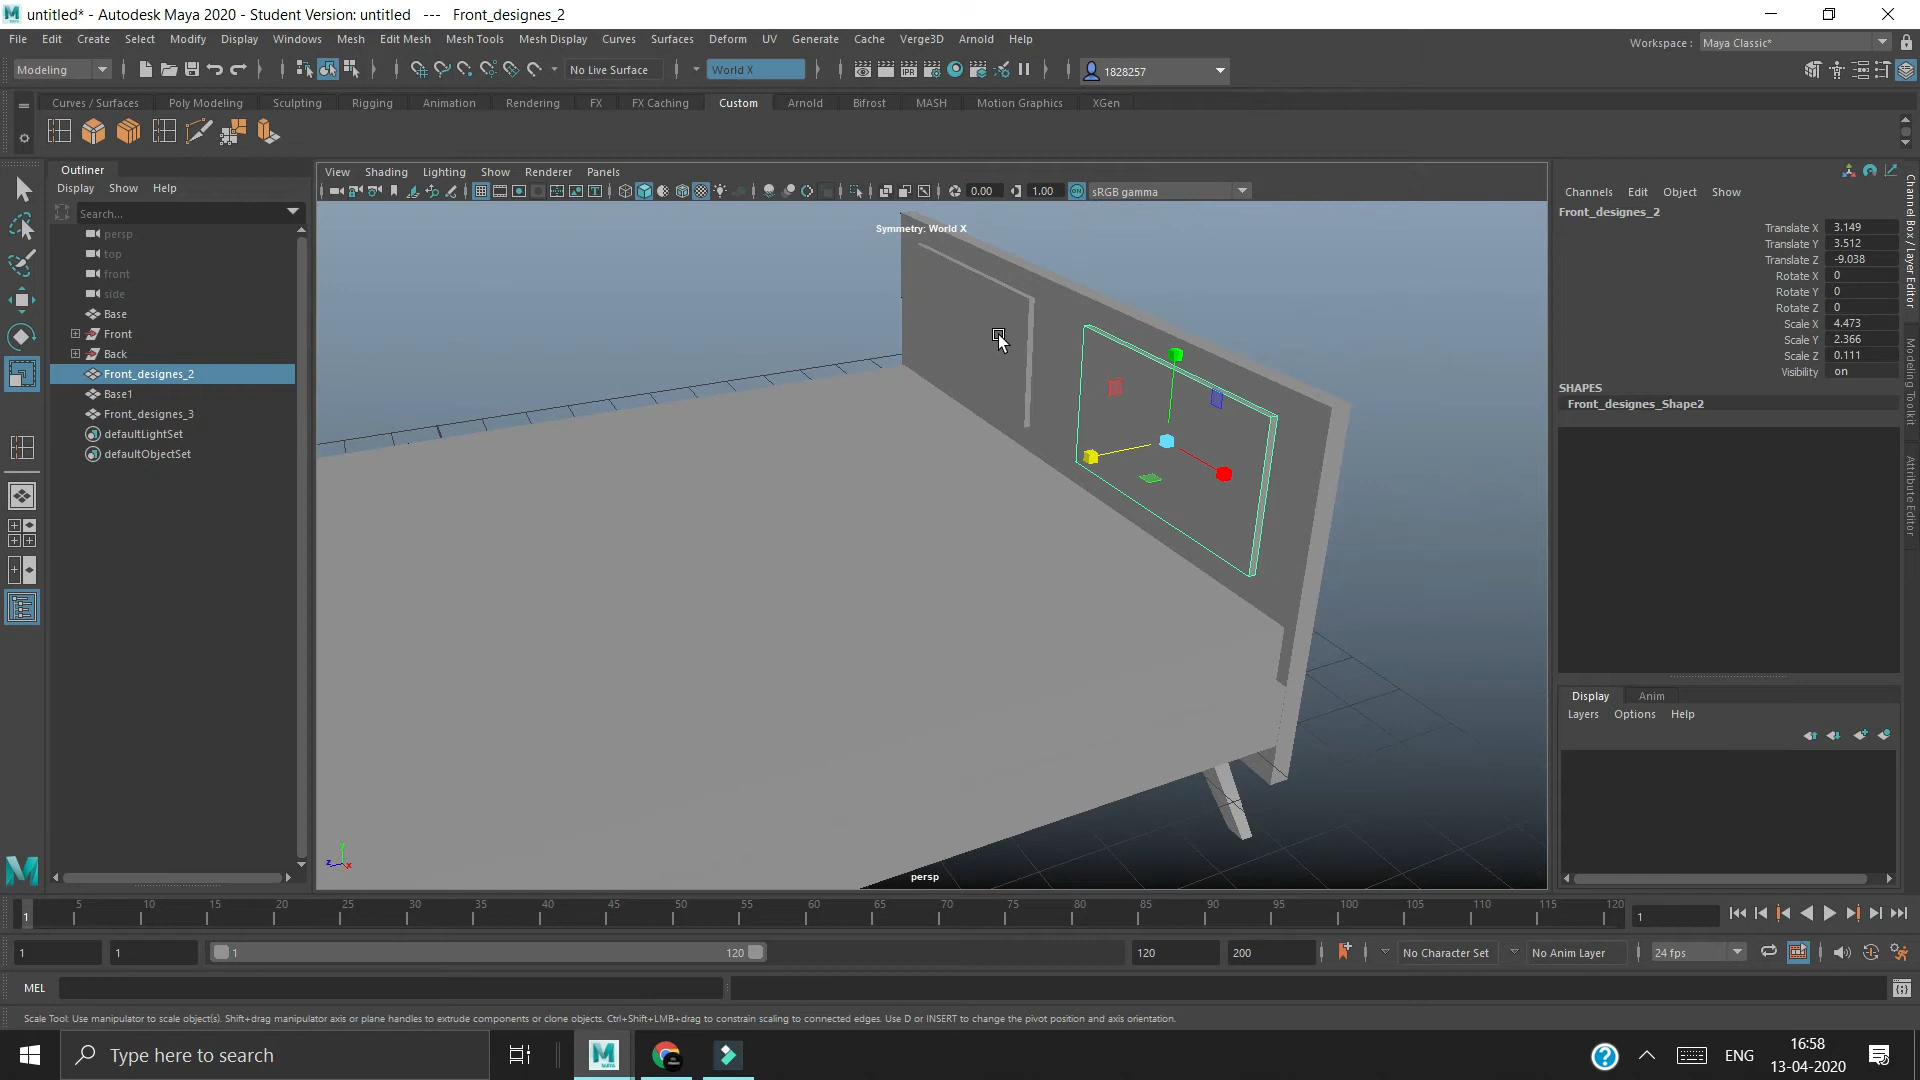 untitled* - Autodesk Maya 2020 - Student Version: untitled --- Front_designes_2
File Edit Create Select Modify Display Windows Mesh Edit Mesh Mesh Tools Mesh Display Curves Surfaces Deform UV Generate Cache Verge3D Arnold Help
Workspace : Maya Classic*
Modeling No Live Surface World X 1828257
Curves / Surfaces Poly Modeling Sculpting Rigging Animation Rendering FX FX Caching Custom Arnold Bifrost MASH Motion Graphics XGen
Outliner
Display Show Help
Search...
persp
top
front
side
Base
Front
Back
Front_designes_2
Base1
Front_designes_3
defaultLightSet
defaultObjectSet
View Shading Lighting Show Renderer Panels
IPR
0.00 1.00 ON sRGB gamma
Symmetry: World X
persp
Channels Edit Object Show
Front_designes_2
Translate X 3.149
Translate Y 3.512
Translate Z -9.038
Rotate X 0
Rotate Y 0
Rotate Z 0
Scale X 4.473
Scale Y 2.366
Scale Z 0.111
Visibility on
SHAPES
Front_designes_Shape2
Display Anim
Layers Options Help
Channel Box / Layer Editor
Modeling Toolkit
Attribute Editor
5 10 15 20 25 30 35 40 45 50 55 60 65 70 75 80 85 90 95 100 105 110 115 120
1 1
1 1 1 120 120 200 No Character Set No Anim Layer 24 fps
MEL
Scale Tool: Use manipulator to scale object(s). Shift+drag manipulator axis or plane handles to extrude components or clone objects. Ctrl+Shift+LMB+drag to constrain scaling to connected edges. Use D or INSERT to change the pivot position and axis orientation.
Type here to search
ENG
16:58
13-04-2020